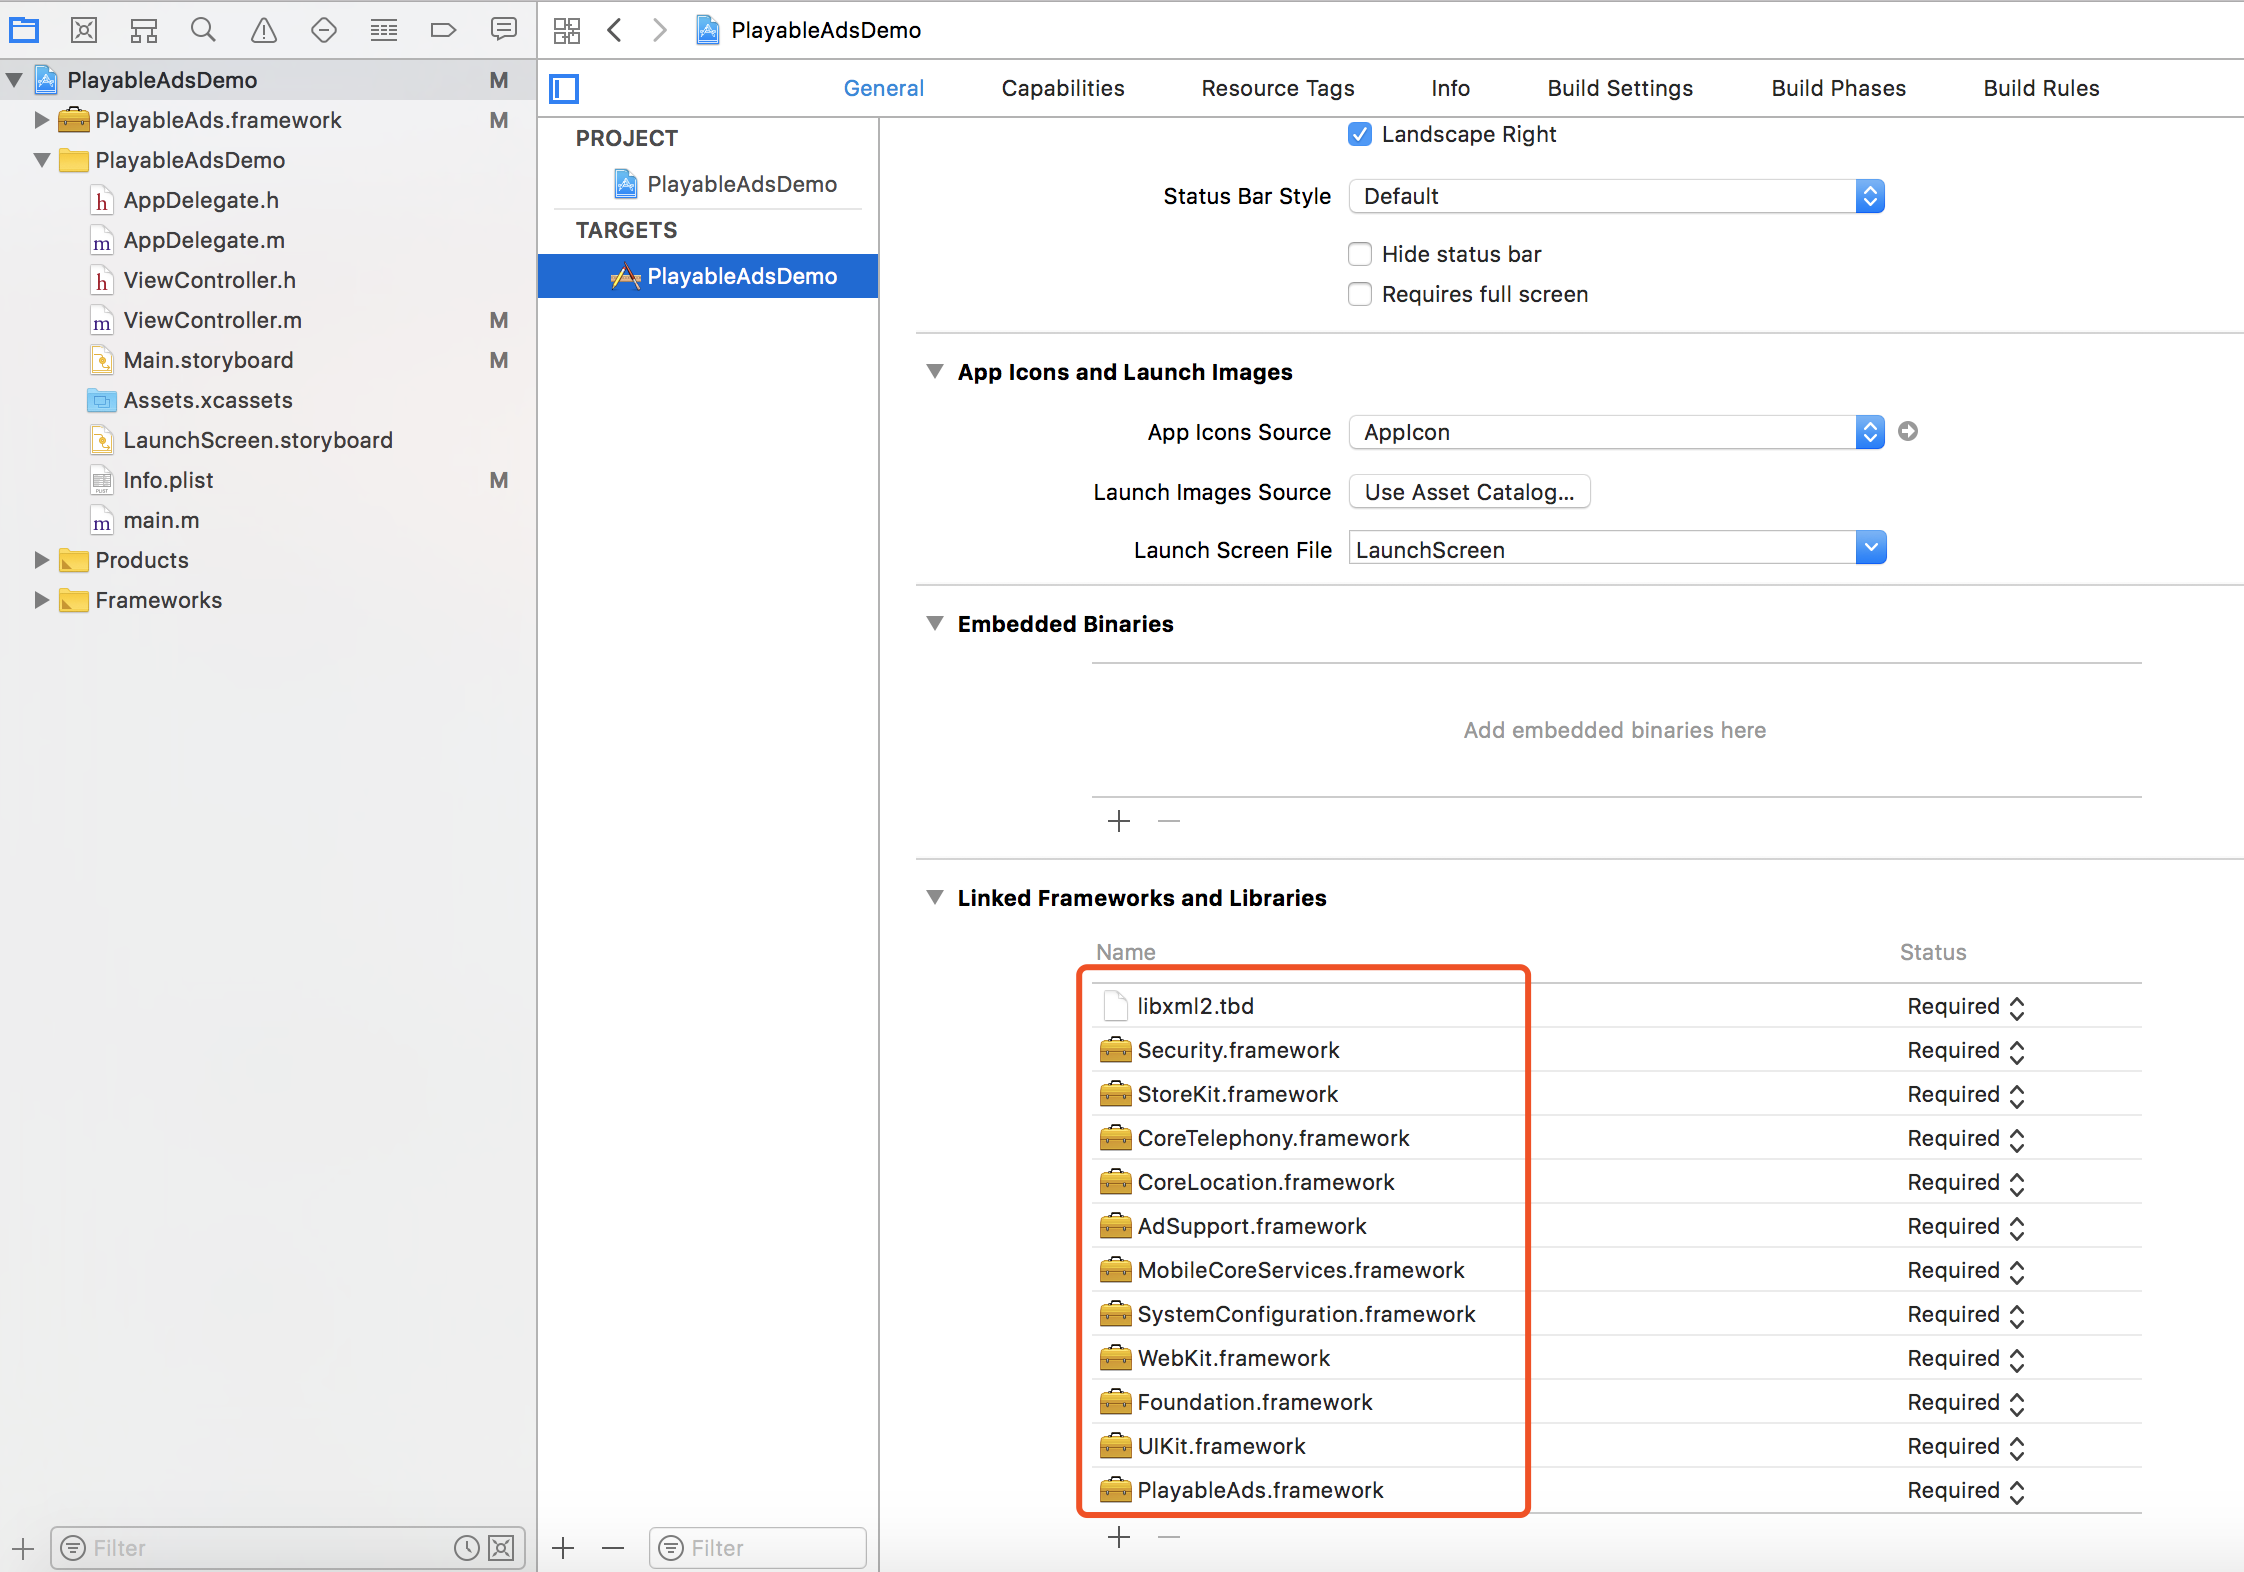 PlayableAdsDemo
PlayableAdsDemo M
PlayableAds.framework M
PlayableAdsDemo
h AppDelegate.h
m AppDelegate.m
h ViewController.h
m ViewController.m M
Main.storyboard M
Assets.xcassets
LaunchScreen.storyboard
Info.plist M
m main.m
Products
Frameworks
Filter
General Capabilities Resource Tags Info Build Settings Build Phases Build Rules
PROJECT
PlayableAdsDemo
TARGETS
PlayableAdsDemo
Filter
Landscape Right
Status Bar Style Default
Hide status bar
Requires full screen
App Icons and Launch Images
App Icons Source AppIcon
Launch Images Source Use Asset Catalog...
Launch Screen File LaunchScreen
Embedded Binaries
Add embedded binaries here
Linked Frameworks and Libraries
Name Status
libxml2.tbd Required
Security.framework Required
StoreKit.framework Required
CoreTelephony.framework Required
CoreLocation.framework Required
AdSupport.framework Required
MobileCoreServices.framework Required
SystemConfiguration.framework Required
WebKit.framework Required
Foundation.framework Required
UIKit.framework Required
PlayableAds.framework Required